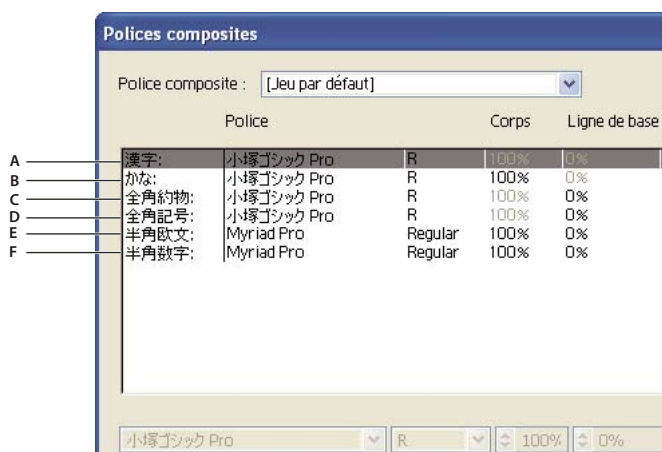 Polices composites
Police composite : [Jeu par défaut]
Police Corps Ligne de base
A 漢字: 小塚ゴシック Pro R 100% 0%
B かな: 小塚ゴシック Pro R 100% 0%
C 全角約物: 小塚ゴシック Pro R 100% 0%
D 全角記号: 小塚ゴシック Pro R 100% 0%
E 半角欧文: Myriad Pro Regular 100% 0%
F 半角数字: Myriad Pro Regular 100% 0%
小塚ゴシック Pro R 100% 0%